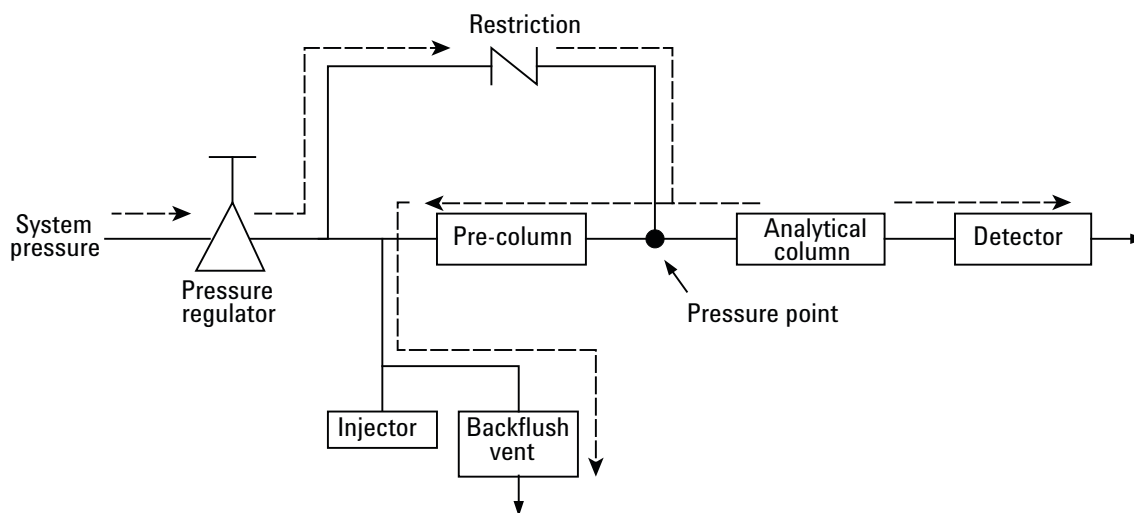 Restriction
System
pressure
Pressure
regulator
Pre-column
Analytical
column
Detector
Pressure point
Injector
Backflush
vent